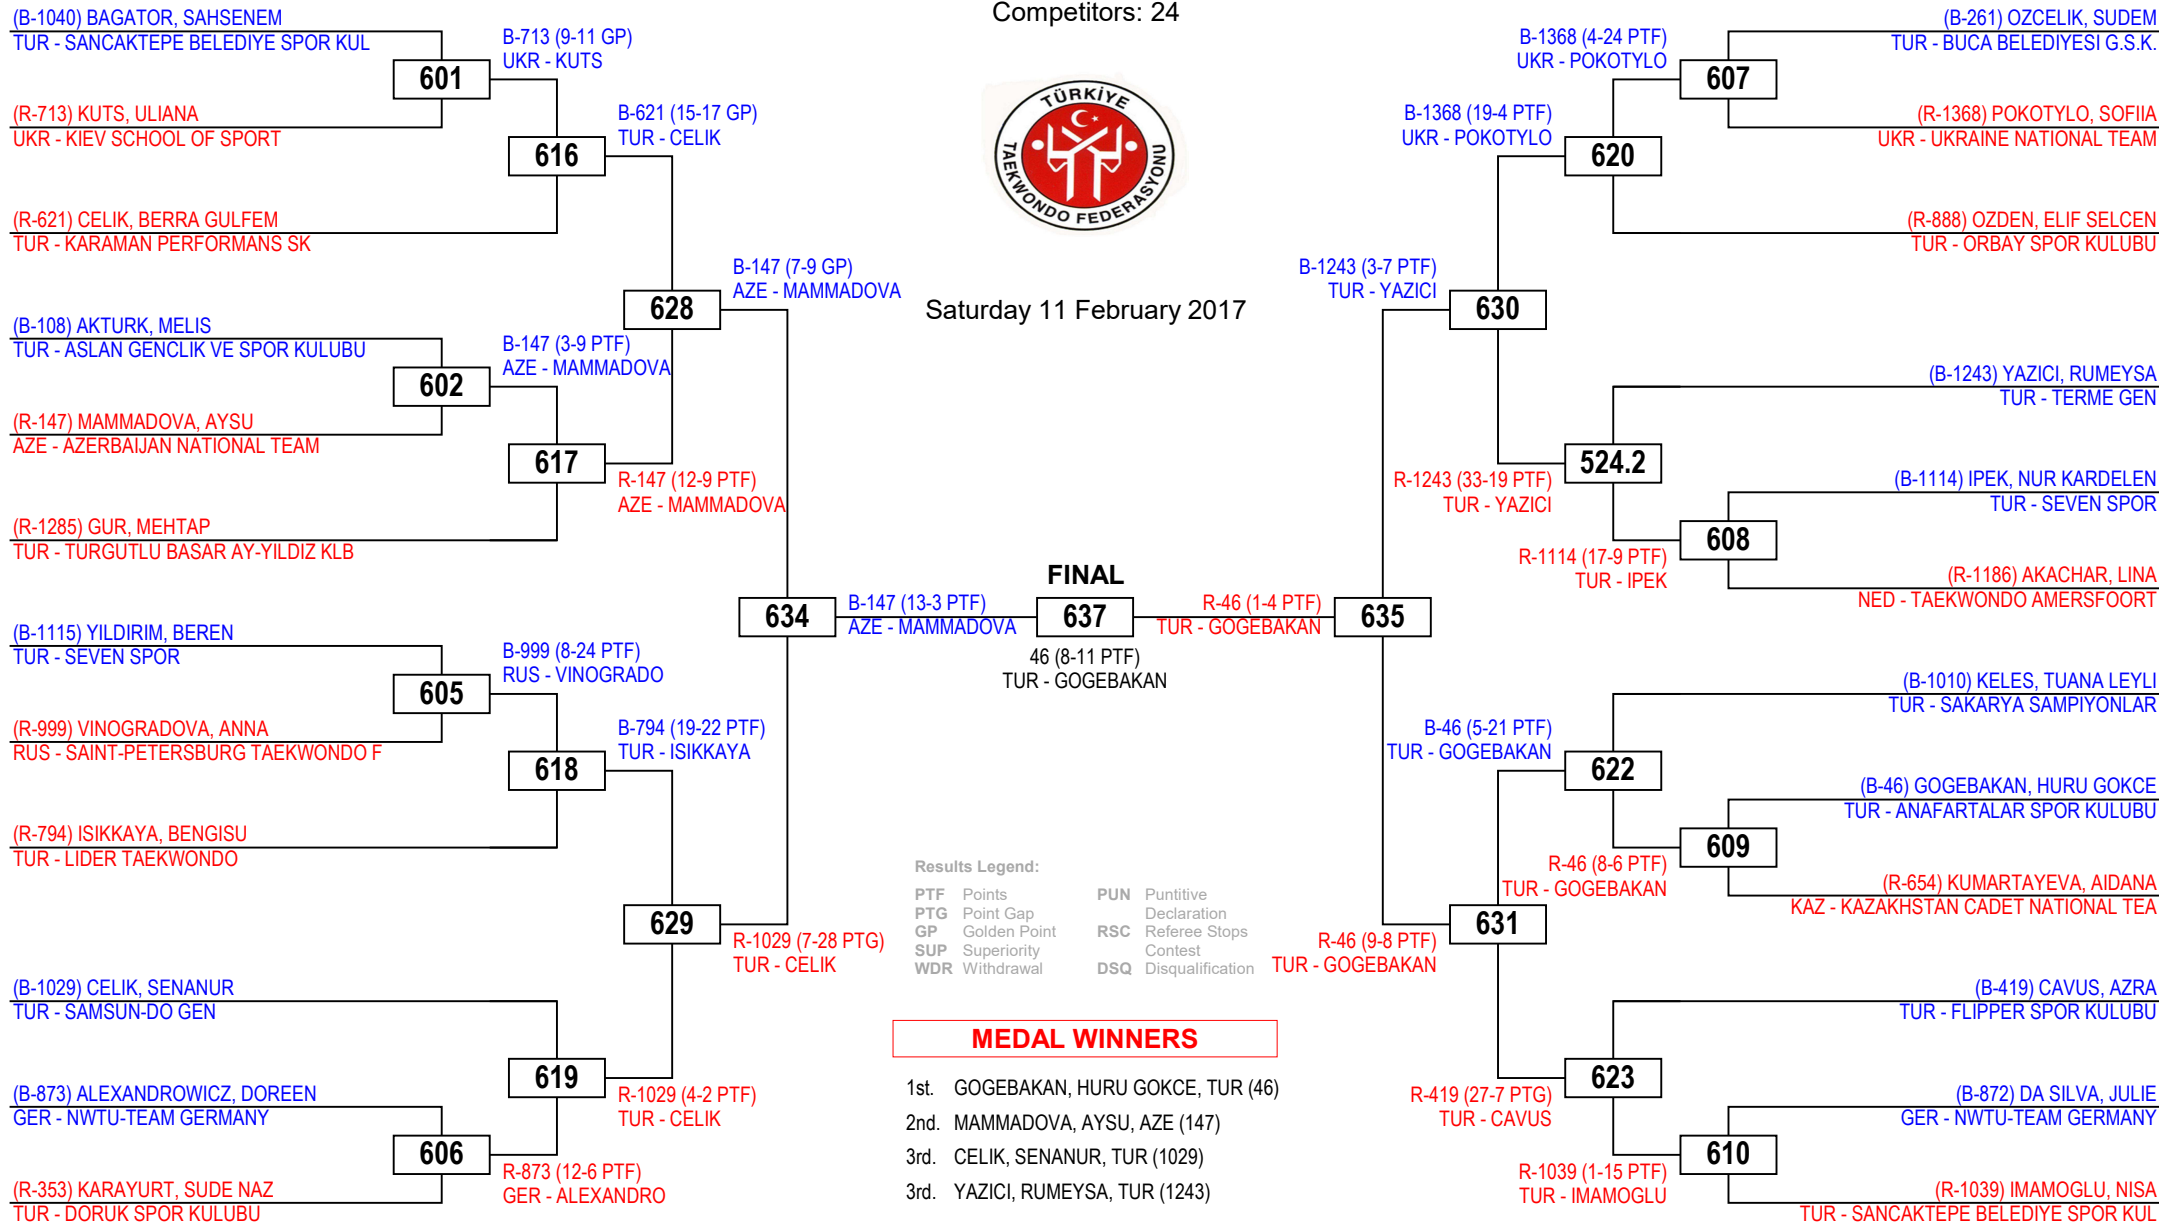 Competitors: 24
TÜRKİYE
TAEKWONDO FEDERASYONU
Saturday 11 February 2017
(B-1040) BAGATOR, SAHSENEM
TUR - SANCAKTEPE BELEDIYE SPOR KUL
601
(R-713) KUTS, ULIANA
UKR - KIEV SCHOOL OF SPORT
B-713 (9-11 GP)
UKR - KUTS
616
(R-621) CELIK, BERRA GULFEM
TUR - KARAMAN PERFORMANS SK
B-621 (15-17 GP)
TUR - CELIK
628
B-147 (7-9 GP)
AZE - MAMMADOVA
(B-108) AKTURK, MELIS
TUR - ASLAN GENCLIK VE SPOR KULUBU
602
(R-147) MAMMADOVA, AYSU
AZE - AZERBAIJAN NATIONAL TEAM
B-147 (3-9 PTF)
AZE - MAMMADOVA
617
(R-1285) GUR, MEHTAP
TUR - TURGUTLU BASAR AY-YILDIZ KLB
R-147 (12-9 PTF)
AZE - MAMMADOVA
634
B-147 (13-3 PTF)
AZE - MAMMADOVA
(B-1115) YILDIRIM, BEREN
TUR - SEVEN SPOR
605
(R-999) VINOGRADOVA, ANNA
RUS - SAINT-PETERSBURG TAEKWONDO F
B-999 (8-24 PTF)
RUS - VINOGRADO
618
(R-794) ISIKKAYA, BENGISU
TUR - LIDER TAEKWONDO
B-794 (19-22 PTF)
TUR - ISIKKAYA
629
R-1029 (7-28 PTG)
TUR - CELIK
(B-1029) CELIK, SENANUR
TUR - SAMSUN-DO GEN
619
R-1029 (4-2 PTF)
TUR - CELIK
(B-873) ALEXANDROWICZ, DOREEN
GER - NWTU-TEAM GERMANY
606
(R-353) KARAYURT, SUDE NAZ
TUR - DORUK SPOR KULUBU
R-873 (12-6 PTF)
GER - ALEXANDRO
FINAL
637
46 (8-11 PTF)
TUR - GOGEBAKAN
(B-261) OZCELIK, SUDEM
TUR - BUCA BELEDIYESI G.S.K.
607
(R-1368) POKOTYLO, SOFIIA
UKR - UKRAINE NATIONAL TEAM
B-1368 (4-24 PTF)
UKR - POKOTYLO
620
(R-888) OZDEN, ELIF SELCEN
TUR - ORBAY SPOR KULUBU
B-1368 (19-4 PTF)
UKR - POKOTYLO
630
B-1243 (3-7 PTF)
TUR - YAZICI
(B-1243) YAZICI, RUMEYSA
TUR - TERME GEN
524.2
R-1243 (33-19 PTF)
TUR - YAZICI
(B-1114) IPEK, NUR KARDELEN
TUR - SEVEN SPOR
608
(R-1186) AKACHAR, LINA
NED - TAEKWONDO AMERSFOORT
R-1114 (17-9 PTF)
TUR - IPEK
635
R-46 (1-4 PTF)
TUR - GOGEBAKAN
(B-1010) KELES, TUANA LEYLI
TUR - SAKARYA SAMPIYONLAR
622
B-46 (5-21 PTF)
TUR - GOGEBAKAN
(B-46) GOGEBAKAN, HURU GOKCE
TUR - ANAFARTALAR SPOR KULUBU
609
(R-654) KUMARTAYEVA, AIDANA
KAZ - KAZAKHSTAN CADET NATIONAL TEA
R-46 (8-6 PTF)
TUR - GOGEBAKAN
631
R-46 (9-8 PTF)
TUR - GOGEBAKAN
(B-419) CAVUS, AZRA
TUR - FLIPPER SPOR KULUBU
623
R-419 (27-7 PTG)
TUR - CAVUS
(B-872) DA SILVA, JULIE
GER - NWTU-TEAM GERMANY
610
(R-1039) IMAMOGLU, NISA
TUR - SANCAKTEPE BELEDIYE SPOR KUL
R-1039 (1-15 PTF)
TUR - IMAMOGLU
Results Legend:
PTF Points
PTG Point Gap
GP Golden Point
SUP Superiority
WDR Withdrawal
PUN Puntitive
Declaration
RSC Referee Stops
Contest
DSQ Disqualification
MEDAL WINNERS
1st. GOGEBAKAN, HURU GOKCE, TUR (46)
2nd. MAMMADOVA, AYSU, AZE (147)
3rd. CELIK, SENANUR, TUR (1029)
3rd. YAZICI, RUMEYSA, TUR (1243)